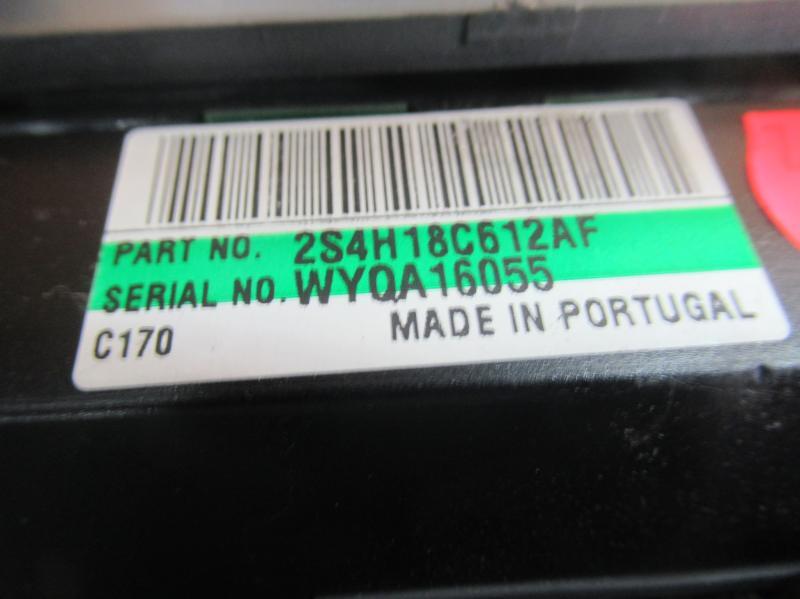 PART NO. 2S4H18C612AF
SERIAL NO. WYQA16055
C170 MADE IN PORTUGAL